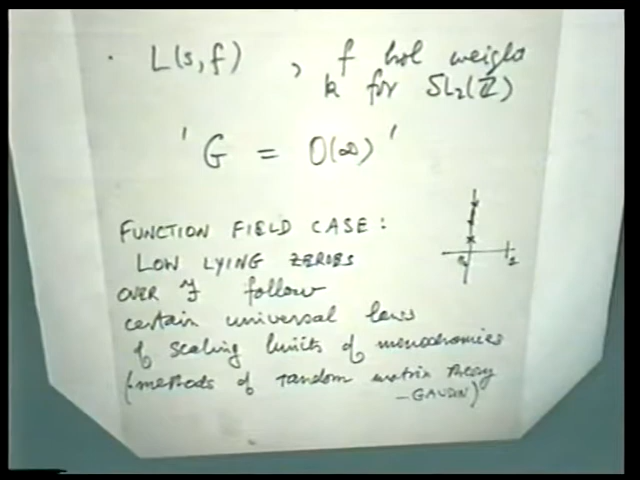 · L(s,f) , f hol weight
k for SL₂(ℤ)
' G = O(∞) '
FUNCTION FIELD CASE:
LOW LYING ZEROES
OVER ℱ follow
certain universal laws
of scaling limits of monodromies
(methods of random matrix theory
- GAUDIN)